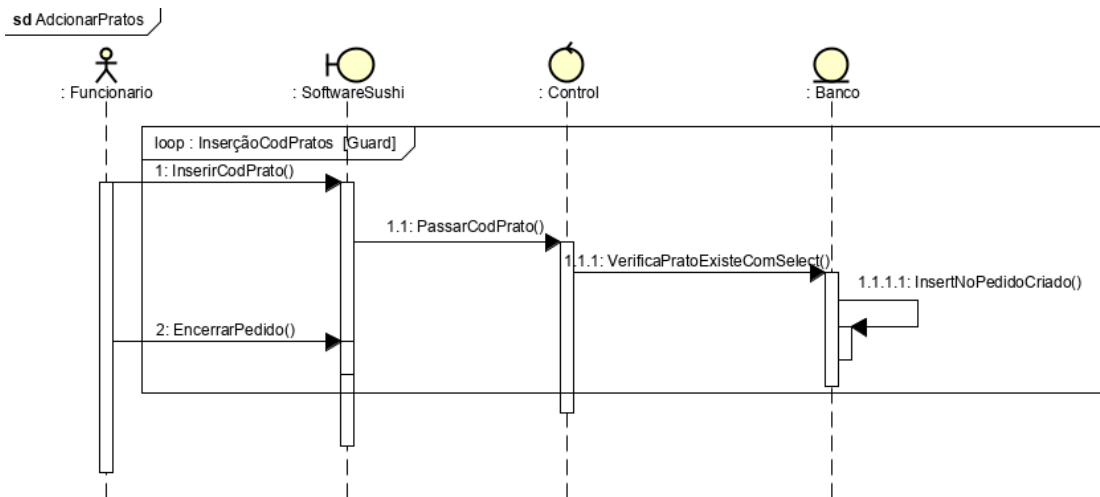 sd AdcionarPratos
: Funcionario
: SoftwareSushi
: Control
: Banco
loop : InserçãoCodPratos [Guard]
1: InserirCodPrato()
1.1: PassarCodPrato()
1.1.1: VerificaPratoExisteComSelect()
1.1.1.1: InsertNoPedidoCriado()
2: EncerrarPedido()